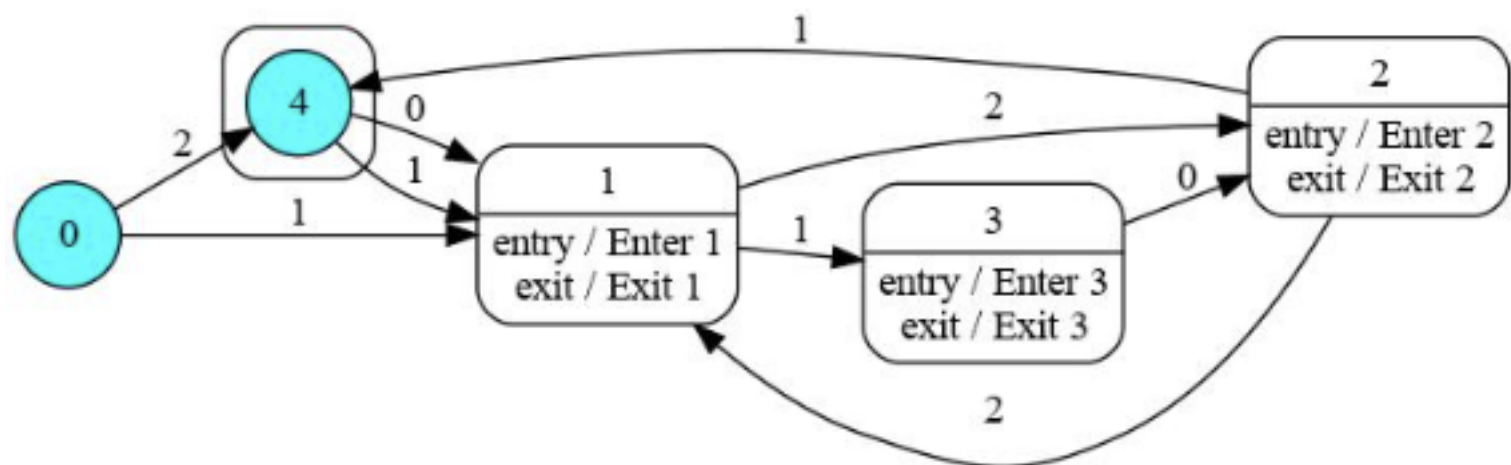 1
2
4
0
2
entry / Enter 2
exit / Exit 2
2
1
1
0
0
1
entry / Enter 1
exit / Exit 1
1
3
entry / Enter 3
exit / Exit 3
2